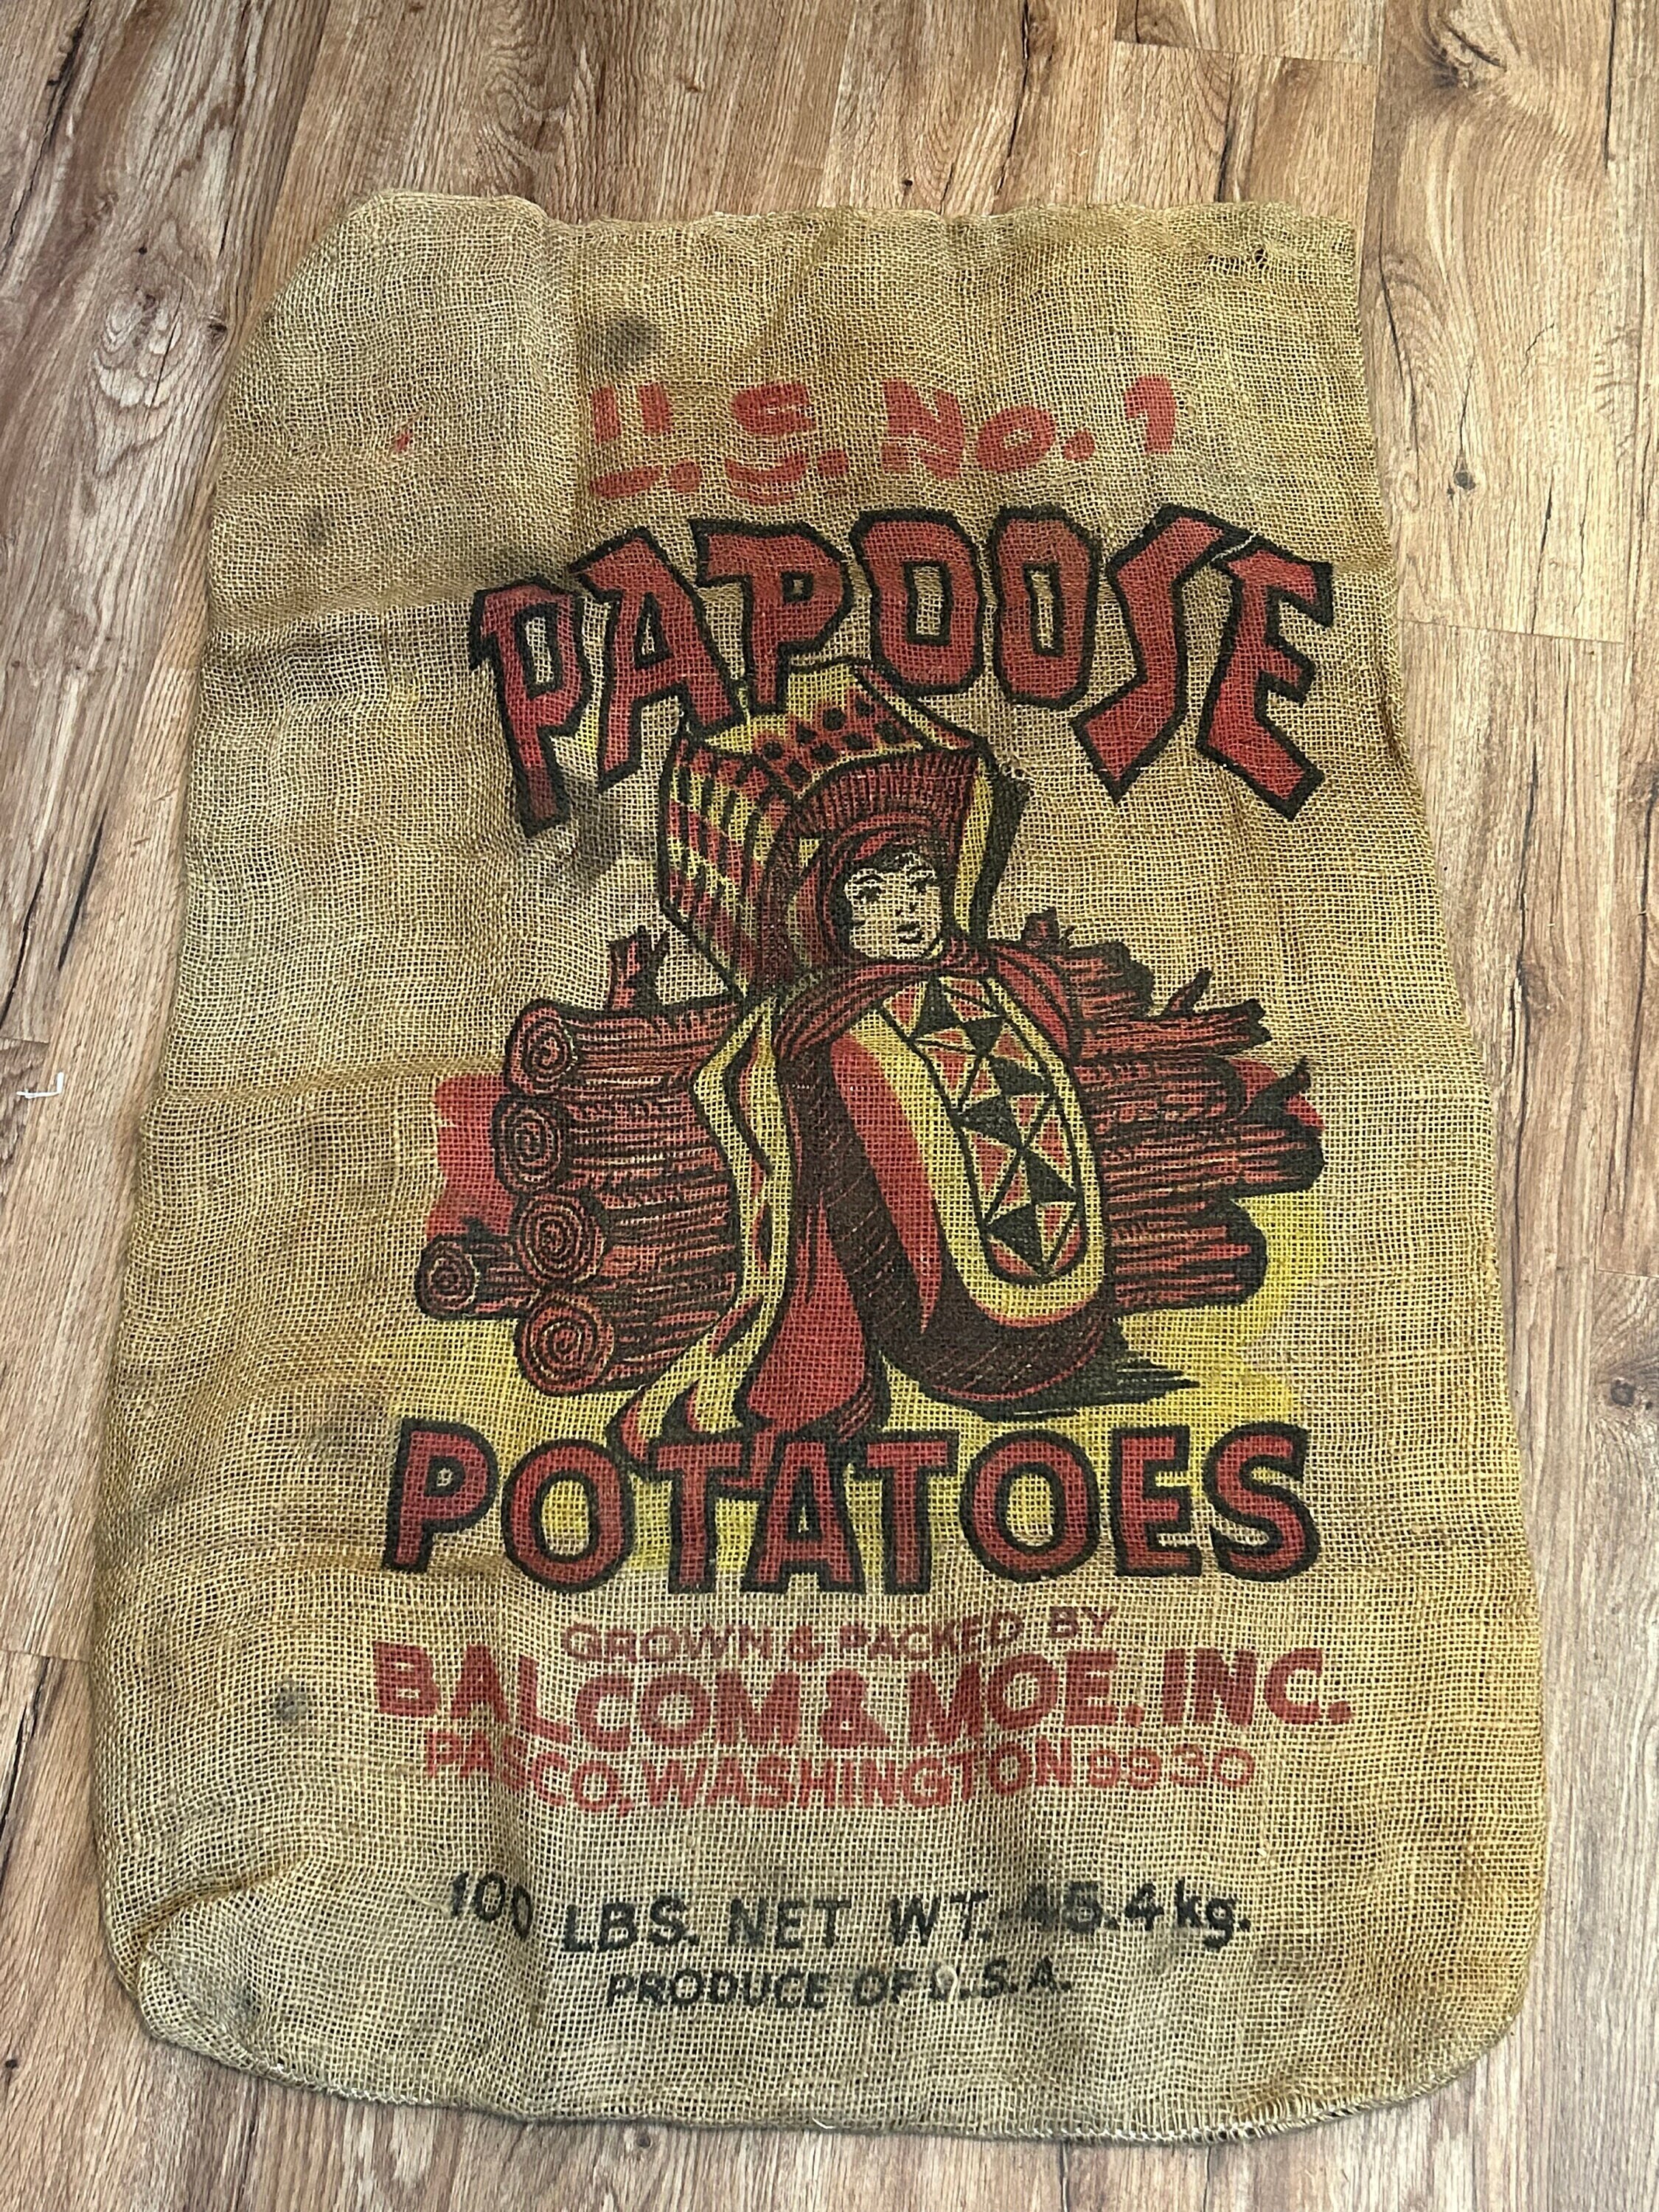 U.S. No. 1
PAPOOSE
POTATOES
GROWN & PACKED BY
BALCOM & MOE, INC.
PASCO, WASHINGTON 9930
100 LBS. NET WT. 45.4 kg.
PRODUCE OF U.S.A.